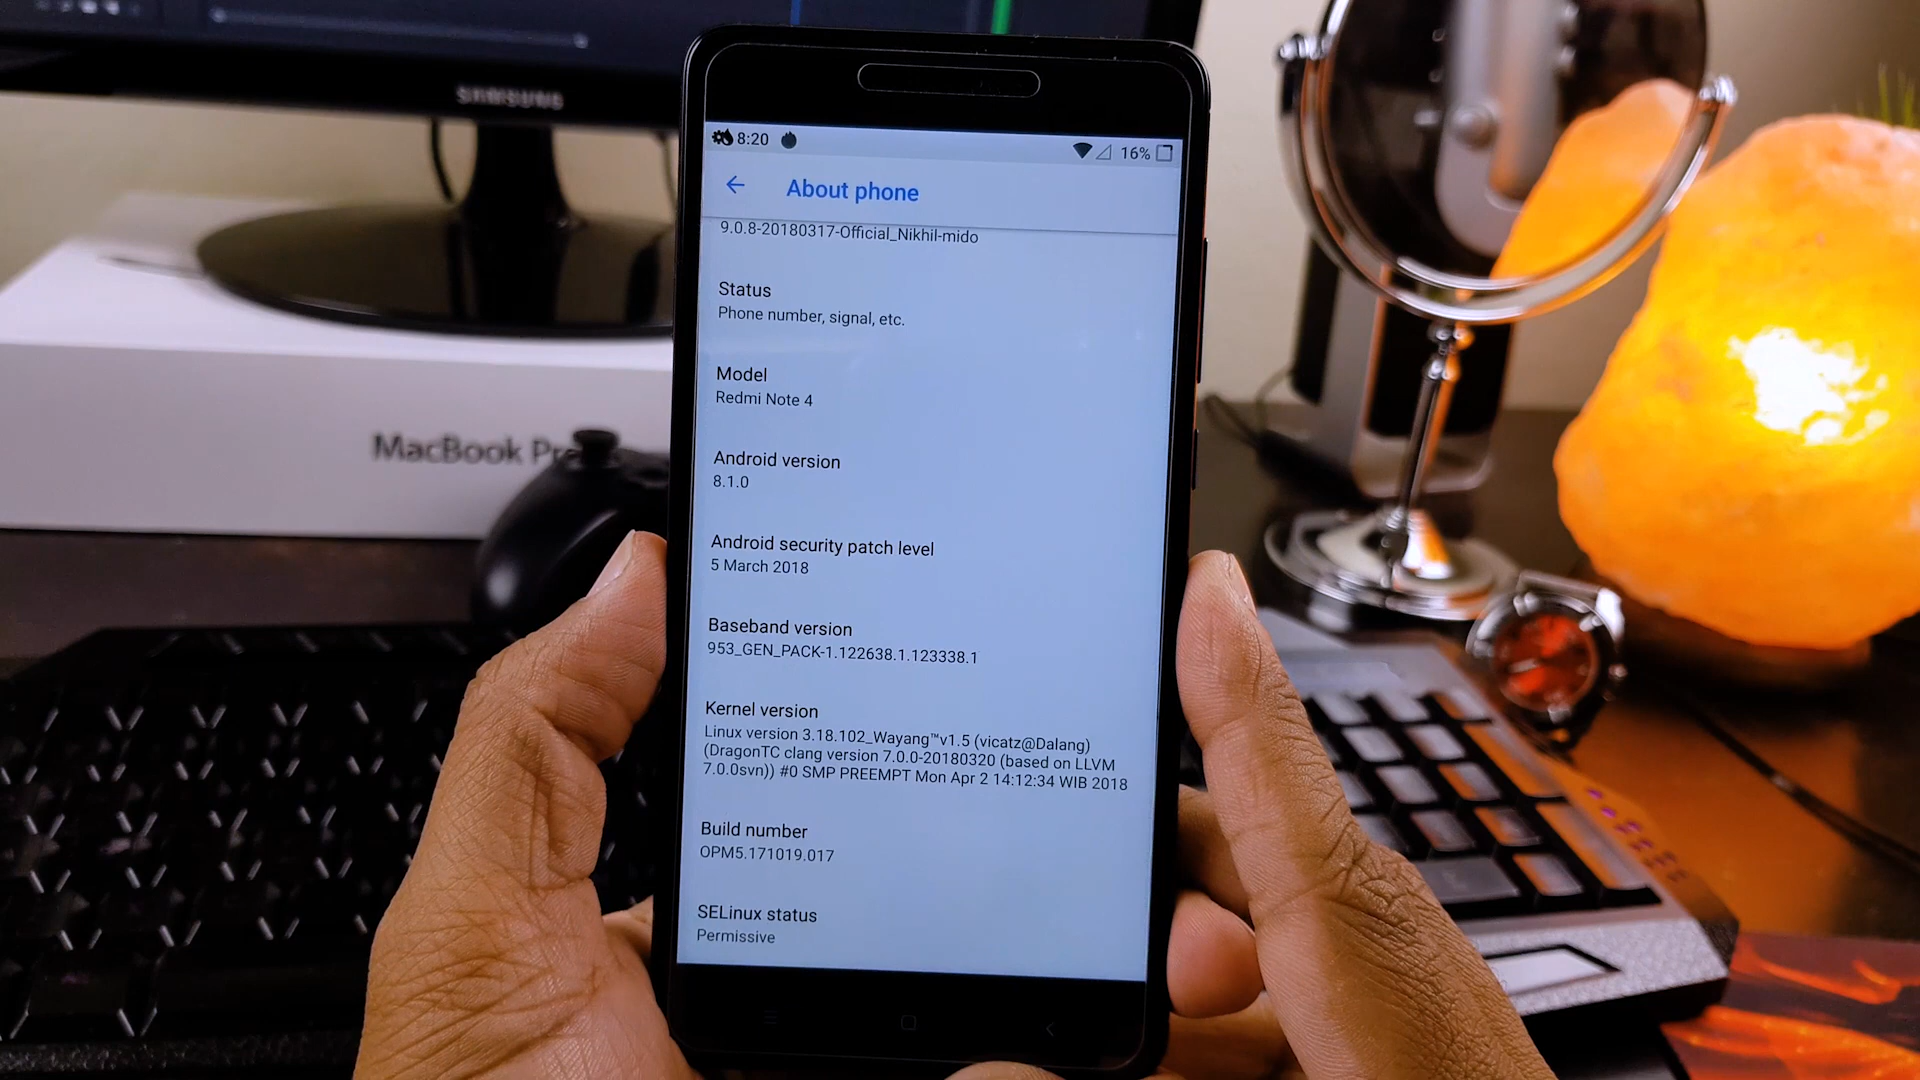 SAMSUNG
8:20
16%
About phone
9.0.8-20180317-Official_Nikhil-mido
Status
Phone number, signal, etc.
Model
Redmi Note 4
Android version
8.1.0
Android security patch level
5 March 2018
Baseband version
953_GEN_PACK-1.122638.1.123338.1
Kernel version
Linux version 3.18.102_Wayang™v1.5 (vicatz@Dalang)
(DragonTC clang version 7.0.0-20180320 (based on LLVM
7.0.0svn)) #0 SMP PREEMPT Mon Apr 2 14:12:34 WIB 2018
Build number
OPM5.171019.017
SELinux status
Permissive
MacBook Pr